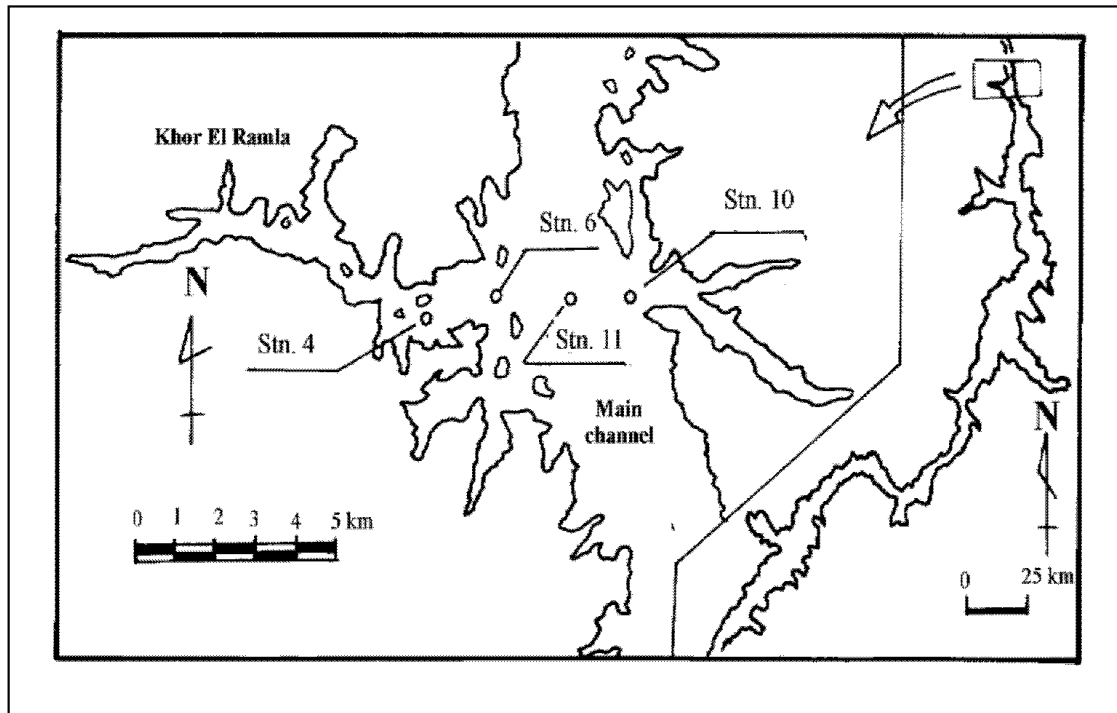 Khor El Ramla
Stn. 6
Stn. 10
N
Stn. 4
Stn. 11
Main
channel
N
0 1 2 3 4 5 km
0 25 km